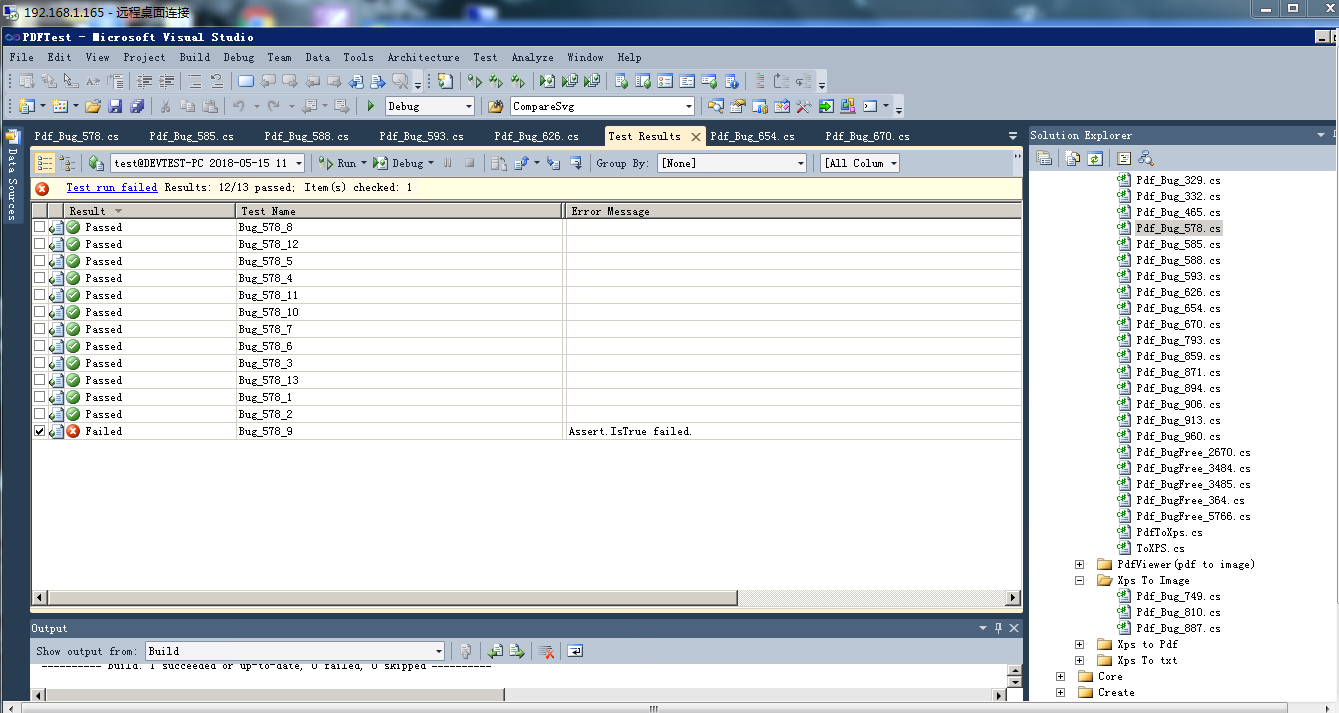 192.168.1.165 - 远程桌面连接
PDFTest - Microsoft Visual Studio
File Edit View Project Build Debug Team Data Tools Architecture Test Analyze Window Help
Debug CompareSvg
Data Sources
Pdf_Bug_578.cs Pdf_Bug_585.cs Pdf_Bug_588.cs Pdf_Bug_593.cs Pdf_Bug_626.cs Test Results Pdf_Bug_654.cs Pdf_Bug_670.cs
test@DEVTEST-PC 2018-05-15 11 Run Debug Group By: [None] [All Colum
Test run failed Results: 12/13 passed; Item(s) checked: 1
Result Test Name Error Message
Passed Bug_578_8
Passed Bug_578_12
Passed Bug_578_5
Passed Bug_578_4
Passed Bug_578_11
Passed Bug_578_10
Passed Bug_578_7
Passed Bug_578_6
Passed Bug_578_3
Passed Bug_578_13
Passed Bug_578_1
Passed Bug_578_2
Failed Bug_578_9 Assert.IsTrue failed.
Output
Show output from: Build
========== Build: 1 succeeded or up-to-date, 0 failed, 0 skipped ==========
Solution Explorer
Pdf_Bug_329.cs
Pdf_Bug_332.cs
Pdf_Bug_465.cs
Pdf_Bug_578.cs
Pdf_Bug_585.cs
Pdf_Bug_588.cs
Pdf_Bug_593.cs
Pdf_Bug_626.cs
Pdf_Bug_654.cs
Pdf_Bug_670.cs
Pdf_Bug_793.cs
Pdf_Bug_859.cs
Pdf_Bug_871.cs
Pdf_Bug_894.cs
Pdf_Bug_906.cs
Pdf_Bug_913.cs
Pdf_Bug_960.cs
Pdf_BugFree_2670.cs
Pdf_BugFree_3484.cs
Pdf_BugFree_3485.cs
Pdf_BugFree_364.cs
Pdf_BugFree_5766.cs
PdfToXps.cs
ToXPS.cs
PdfViewer(pdf to image)
Xps To Image
Pdf_Bug_749.cs
Pdf_Bug_810.cs
Pdf_Bug_887.cs
Xps to Pdf
Xps To txt
Core
Create